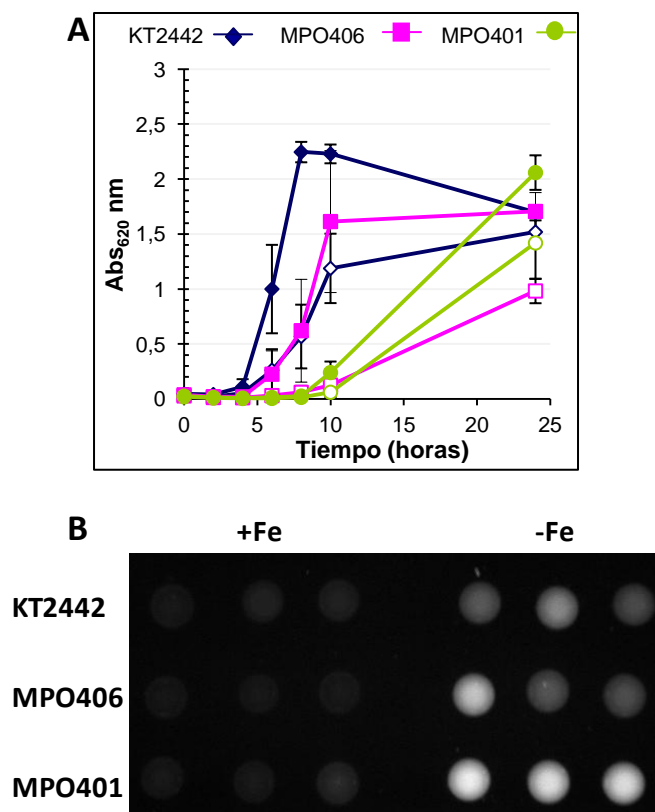 A
KT2442 MPO406 MPO401
3
2,5
2
1,5
1
0,5
0
Abs620 nm
0 5 10 15 20 25
Tiempo (horas)
B
+Fe -Fe
KT2442
MPO406
MPO401